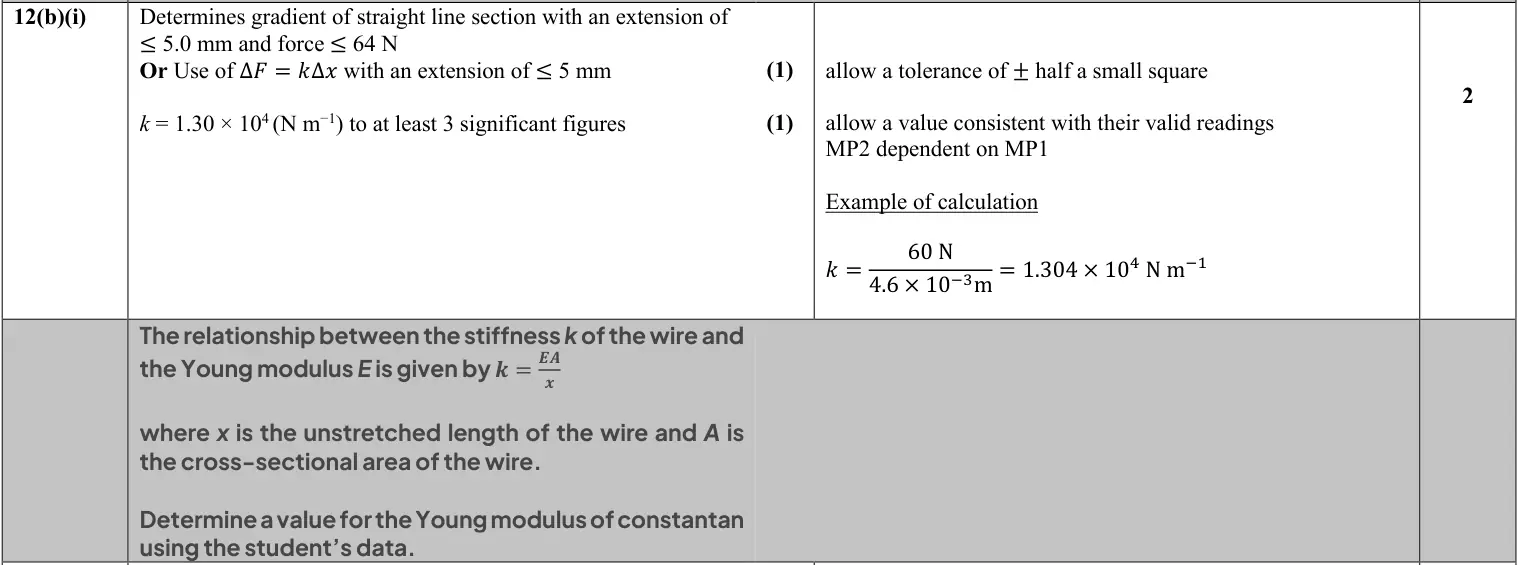 12(b)(i)
Determines gradient of straight line section with an extension of
≤ 5.0 mm and force ≤ 64 N
Or Use of ΔF = kΔx with an extension of ≤ 5 mm (1)
k = 1.30 × 10⁴ (N m⁻¹) to at least 3 significant figures (1)
allow a tolerance of ± half a small square
allow a value consistent with their valid readings
MP2 dependent on MP1
Example of calculation
k = 60 N / 4.6 × 10⁻³m = 1.304 × 10⁴ N m⁻¹
2
The relationship between the stiffness k of the wire and
the Young modulus E is given by k = EA/x
where x is the unstretched length of the wire and A is
the cross-sectional area of the wire.
Determine a value for the Young modulus of constantan
using the student’s data.